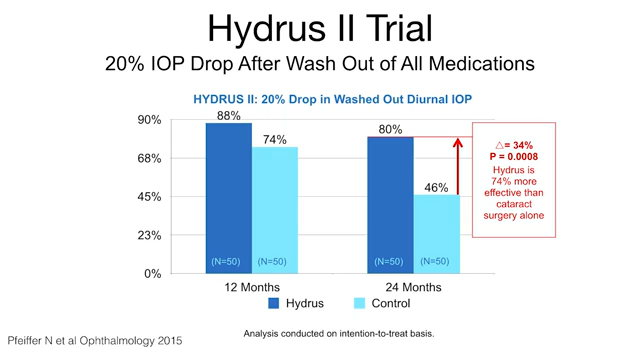 Hydrus II Trial
20% IOP Drop After Wash Out of All Medications
HYDRUS II: 20% Drop in Washed Out Diurnal IOP
90%
68%
45%
23%
0%
88%
74%
80%
46%
(N=50)
(N=50)
(N=50)
(N=50)
12 Months
24 Months
Hydrus
Control
△= 34%
P = 0.0008
Hydrus is
74% more
effective than
cataract
surgery alone
Analysis conducted on intention-to-treat basis.
Pfeiffer N et al Ophthalmology 2015